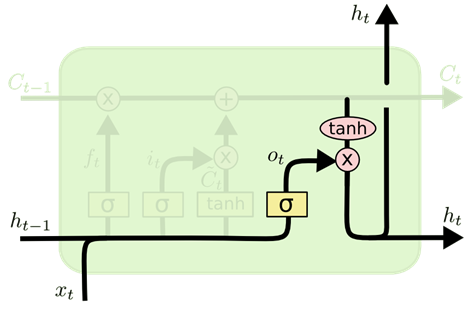 h_t
C_{t-1} × + C_t
tanh
f_t i_t × o_t ×
C̃_t
σ σ tanh σ
h_{t-1} h_t
x_t